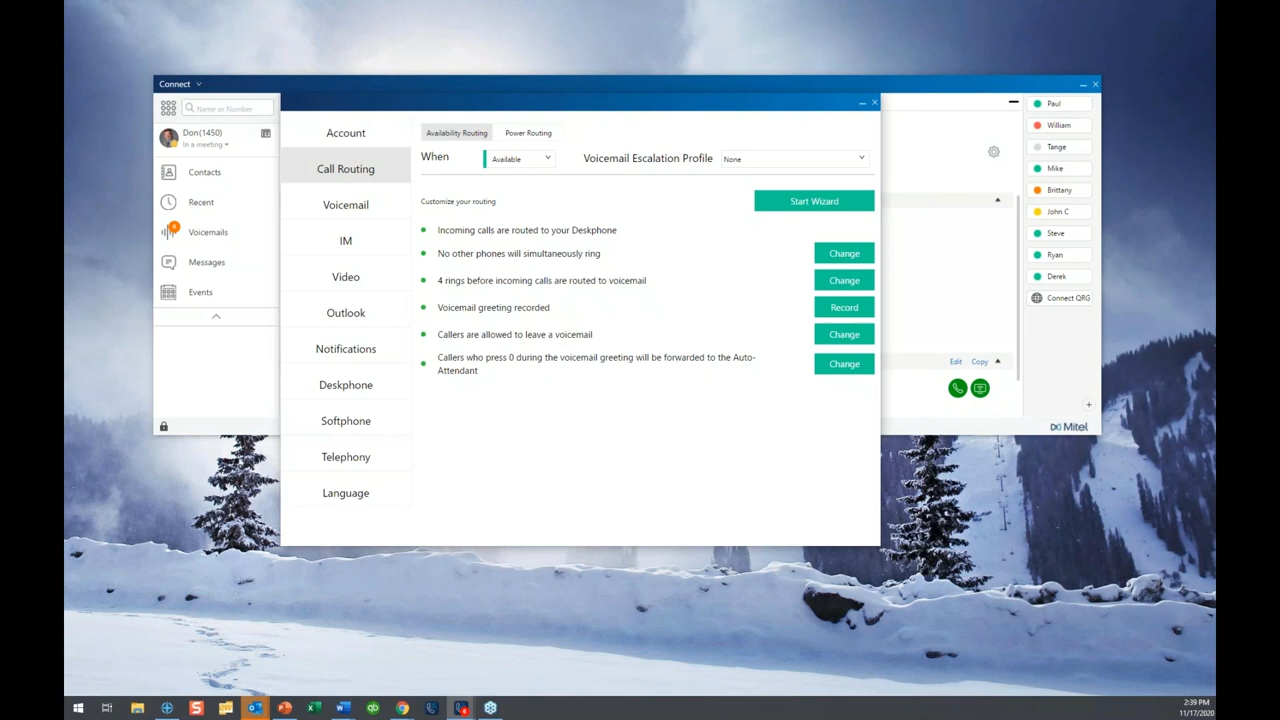 Connect
Name or Number
Don(1450)
In a meeting
Contacts
Recent
8
Voicemails
Messages
Events
Account
Call Routing
Voicemail
IM
Video
Outlook
Notifications
Deskphone
Softphone
Telephony
Language
Availability Routing
Power Routing
When
Available
Voicemail Escalation Profile
None
Customize your routing
Start Wizard
Incoming calls are routed to your Deskphone
No other phones will simultaneously ring
Change
4 rings before incoming calls are routed to voicemail
Change
Voicemail greeting recorded
Record
Callers are allowed to leave a voicemail
Change
Callers who press 0 during the voicemail greeting will be forwarded to the Auto-
Attendant
Change
Edit
Copy
Paul
William
Tange
Mike
Brittany
John C
Steve
Ryan
Derek
Connect QRG
Mitel
2:39 PM
11/17/2020